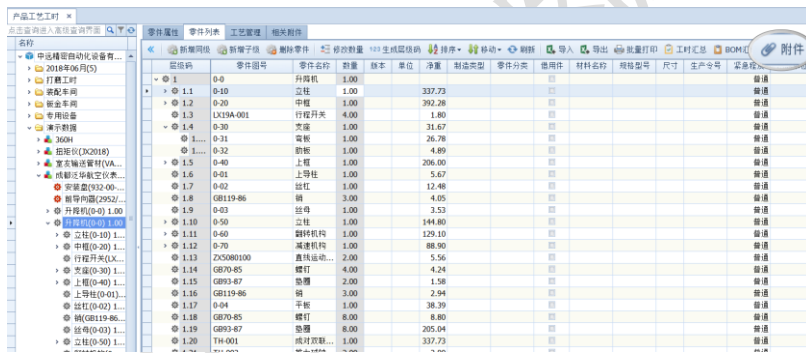 产品工艺工时 ×
点击查询进入高级查询界面
名称
中远精密自动化设备有...
2018年06月(5)
打磨工时
装配车间
钣金车间
专用设备
演示数据
360H
扭矩仪(JX2018)
宝友输送管材(VA...
成都泛华航空仪表...
安装盘(932-00-...
前导向器(2952/...
升降机(0-0) 1.00
升降机(0-0) 1.00
立柱(0-10) 1...
中框(0-20) 1...
行程开关(LX...
支座(0-30) 1...
上框(0-40) 1...
上导柱(0-01)...
丝杠(0-02) 1...
销(GB119-86...
丝母(0-03) 1...
立柱(0-50) 1...
零件属性 零件列表 工艺管理 相关附件
新增同级 新增子级 删除零件 修改数量 生成层级码 排序 移动 刷新 导入 导出 批量打印 工时汇总 BOM汇 附件
层级码 零件图号 零件名称 数量 版本 单位 净重 制造类型 零件分类 借用件 材料名称 规格型号 尺寸 生产令号 紧急程
1 0-0 升降机 1.00 普通
1.1 0-10 立柱 1.00 337.73 普通
1.2 0-20 中框 1.00 392.28 普通
1.3 LX19A-001 行程开关 4.00 1.80 普通
1.4 0-30 支座 1.00 31.67 普通
1.... 0-31 弯板 1.00 26.78 普通
1.... 0-32 肋板 1.00 4.89 普通
1.5 0-40 上框 1.00 206.00 普通
1.6 0-01 上导柱 1.00 5.67 普通
1.7 0-02 丝杠 1.00 12.48 普通
1.8 GB119-86 销 3.00 4.05 普通
1.9 0-03 丝母 1.00 3.53 普通
1.10 0-50 立柱 1.00 144.80 普通
1.11 0-60 翻转机构 1.00 129.10 普通
1.12 0-70 减速机构 1.00 88.90 普通
1.13 ZX5080100 直线运动... 2.00 5.56 普通
1.14 GB70-85 螺钉 4.00 4.24 普通
1.15 GB93-87 垫圈 2.00 1.58 普通
1.16 GB119-86 销 3.00 2.94 普通
1.17 0-04 平板 1.00 38.39 普通
1.18 GB70-85 螺钉 8.00 8.80 普通
1.19 GB93-87 垫圈 8.00 205.04 普通
1.20 TH-001 成对双联... 1.00 337.73 普通